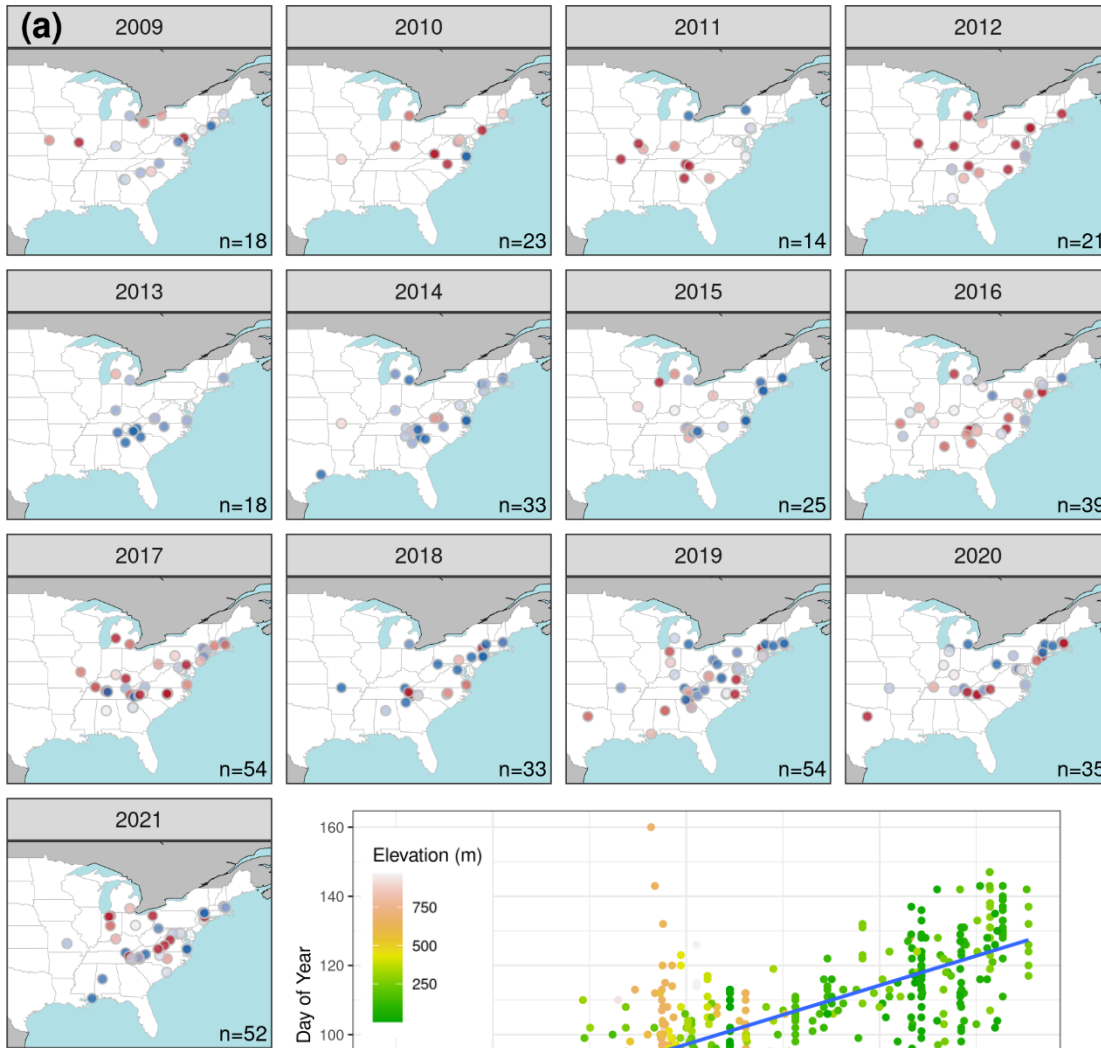 (a) 2009 2010 2011 2012
n=18 n=23 n=14 n=21
2013 2014 2015 2016
n=18 n=33 n=25 n=39
2017 2018 2019 2020
n=54 n=33 n=54 n=35
2021
n=52
160
Elevation (m)
750
500
250
140
120
100
Day of Year